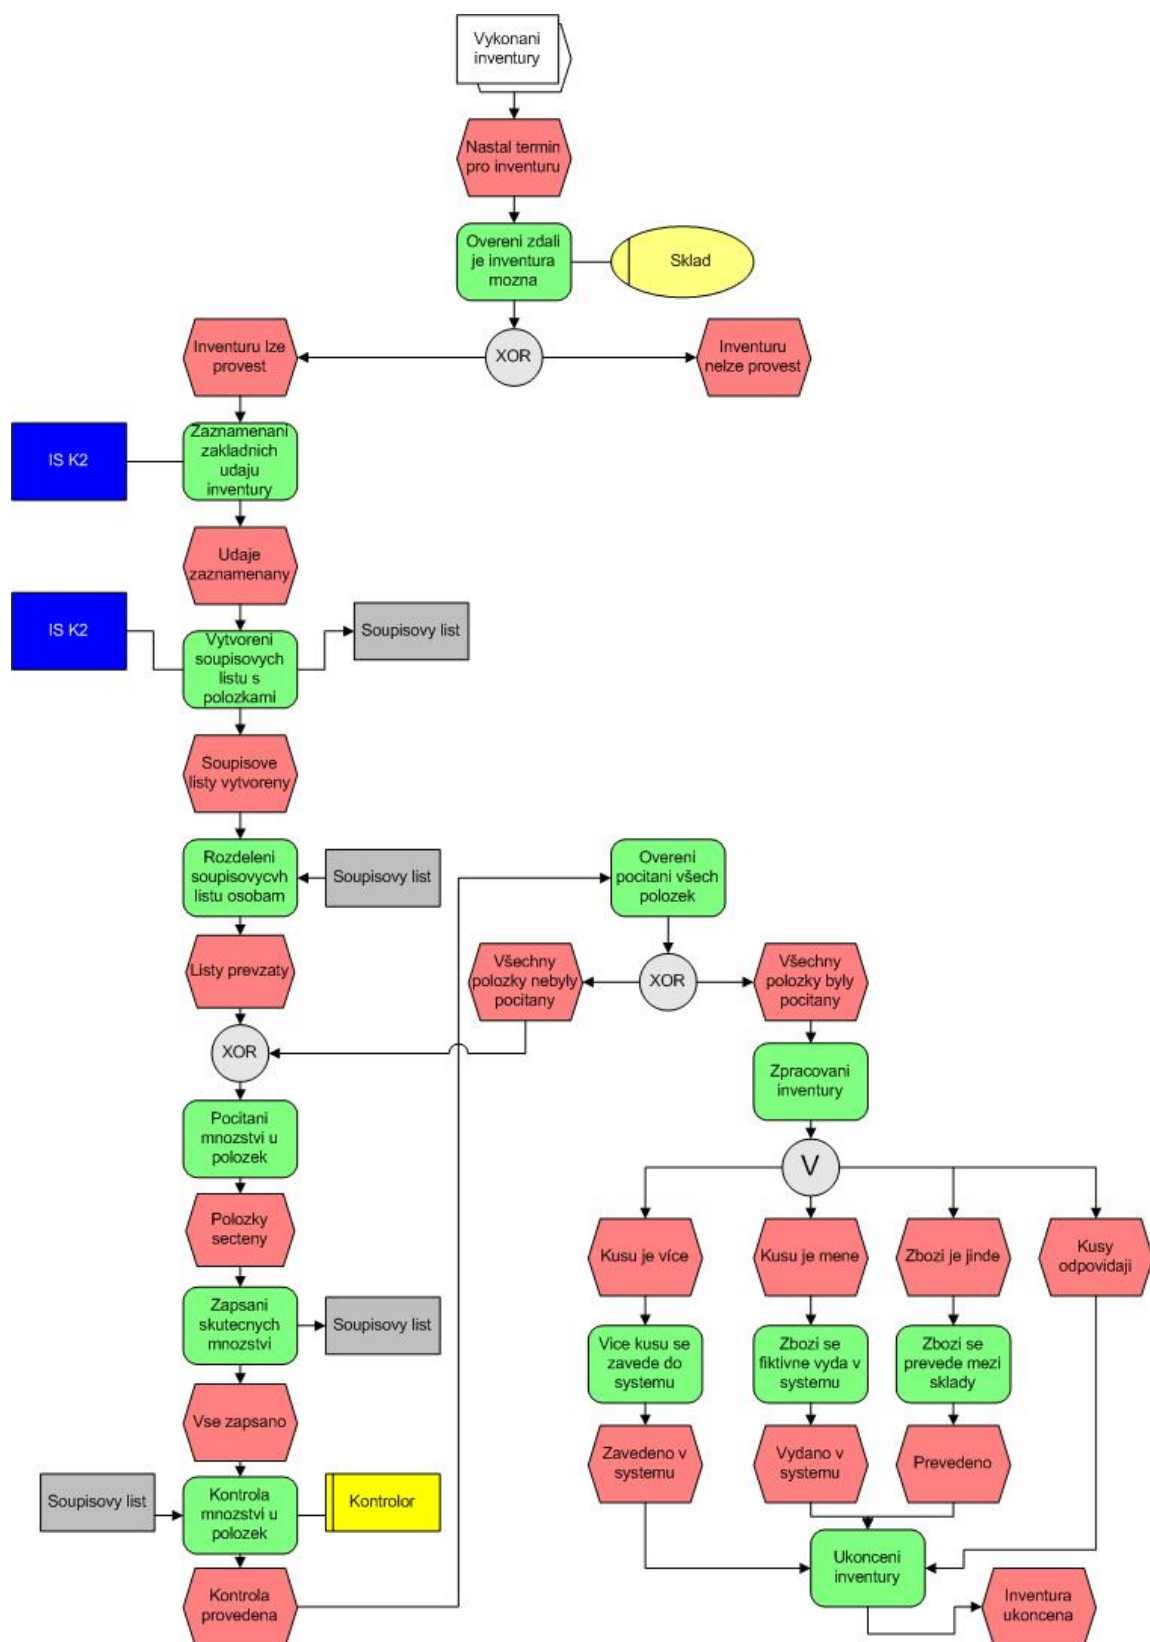 Vykonani
inventury
Nastal termin
pro inventuru
Overeni zdali
je inventura
mozna
Sklad
XOR
Inventuru lze
provest
Inventuru
nelze provest
IS K2
Zaznamenani
zakladnich
udaju
inventury
Udaje
zaznamenany
IS K2
Vytvoreni
soupisovych
listu s
polozkami
Soupisovy list
Soupisove
listy vytvoreny
Rozdeleni
soupisovycvh
listu osobam
Soupisovy list
Overeni
pocitani všech
polozek
Listy prevzaty
Všechny
polozky nebyly
pocitany
XOR
Všechny
polozky byly
pocitany
XOR
Zpracovani
inventury
Pocitani
mnozstvi u
polozek
V
Polozky
secteny
Kusu je více
Kusu je mene
Zbozi je jinde
Kusy
odpovidaji
Zapsani
skutecnych
mnozstvi
Soupisovy list
Vice kusu se
zavede do
systemu
Zbozi se
fiktivne vyda v
systemu
Zbozi se
prevede mezi
sklady
Vse zapsano
Zavedeno v
systemu
Vydano v
systemu
Prevedeno
Soupisovy list
Kontrola
mnozstvi u
polozek
Kontrolor
Ukonceni
inventury
Kontrola
provedena
Inventura
ukoncena